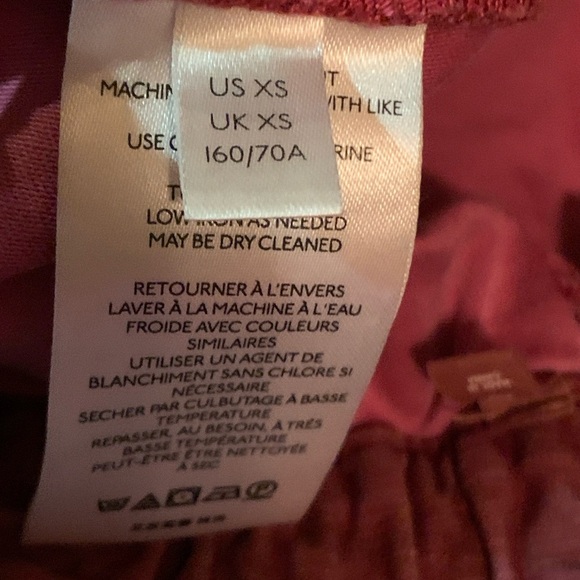 US XS
UK XS
160/70A
MACHIN
WITH LIKE
USE
RINE
LOW IRON AS NEEDED
MAY BE DRY CLEANED
RETOURNER À L'ENVERS
LAVER À LA MACHINE À L'EAU
FROIDE AVEC COULEURS
SIMILAIRES
UTILISER UN AGENT DE
BLANCHIMENT SANS CHLORE SI
NÉCESSAIRE
SECHER PAR CULBUTAGE À BASSE
TEMPERATURE
REPASSER, AU BESOIN, À TRÈS
BASSE TEMPÉRATURE
PEUT-ÊTRE ÊTRE NETTOYÉE
À SEC